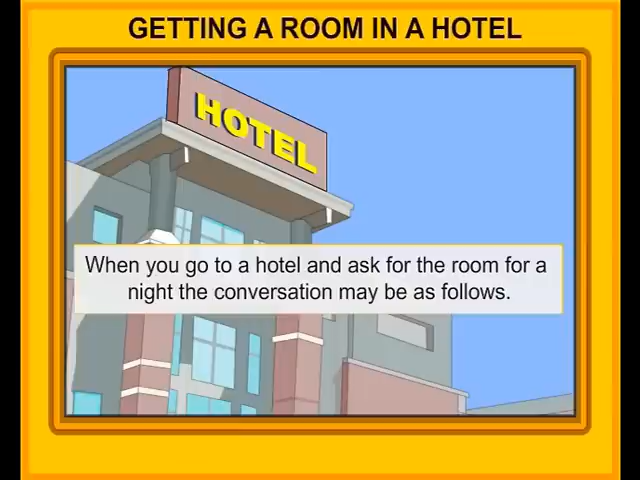 GETTING A ROOM IN A HOTEL
HOTEL
When you go to a hotel and ask for the room for a
night the conversation may be as follows.